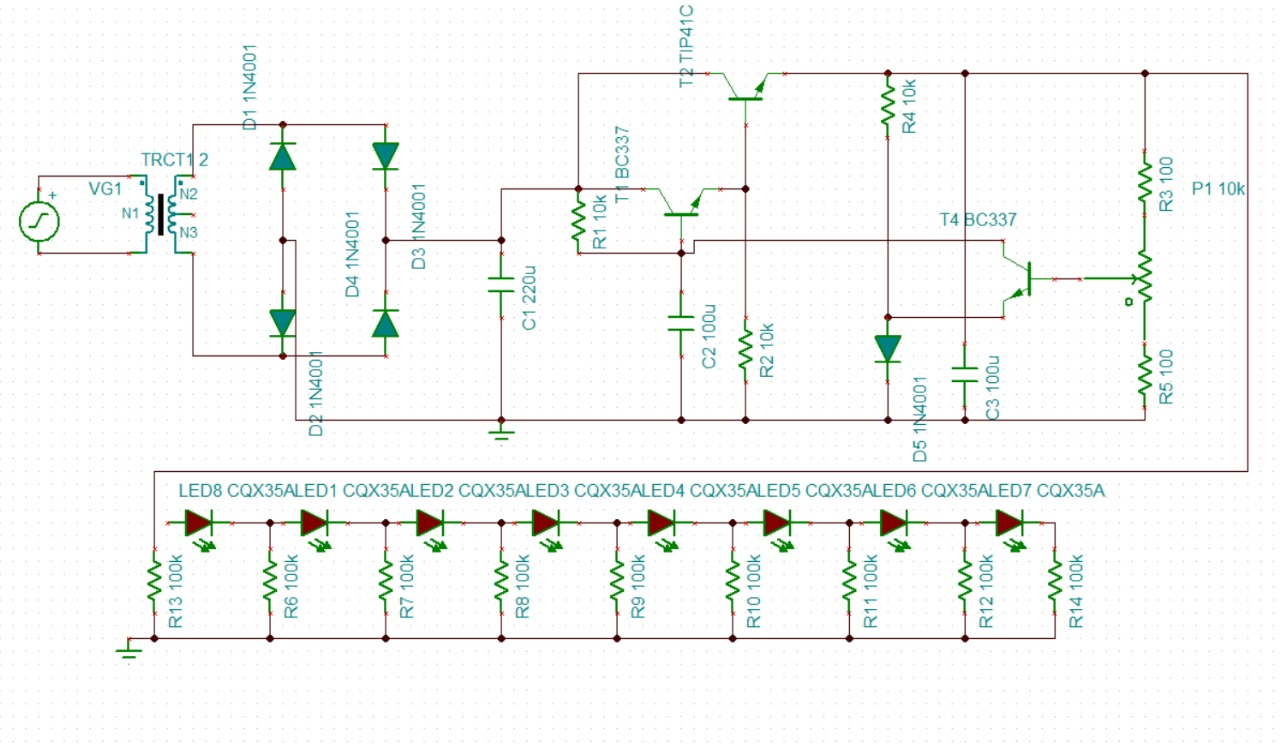 T2 TIP41C
D1 1N4001
R4 10k
T1 BC337
TRCT1 2
VG1
+
N1
N2
N3
R3 100
P1 10k
R1 10k
D3 1N4001
D4 1N4001
T4 BC337
C1 220u
C2 100u
R2 10k
D2 1N4001
D5 1N4001
C3 100u
R5 100
LED8 CQX35ALED1 CQX35ALED2 CQX35ALED3 CQX35ALED4 CQX35ALED5 CQX35ALED6 CQX35ALED7 CQX35A
R13 100k
R6 100k
R7 100k
R8 100k
R9 100k
R10 100k
R11 100k
R12 100k
R14 100k